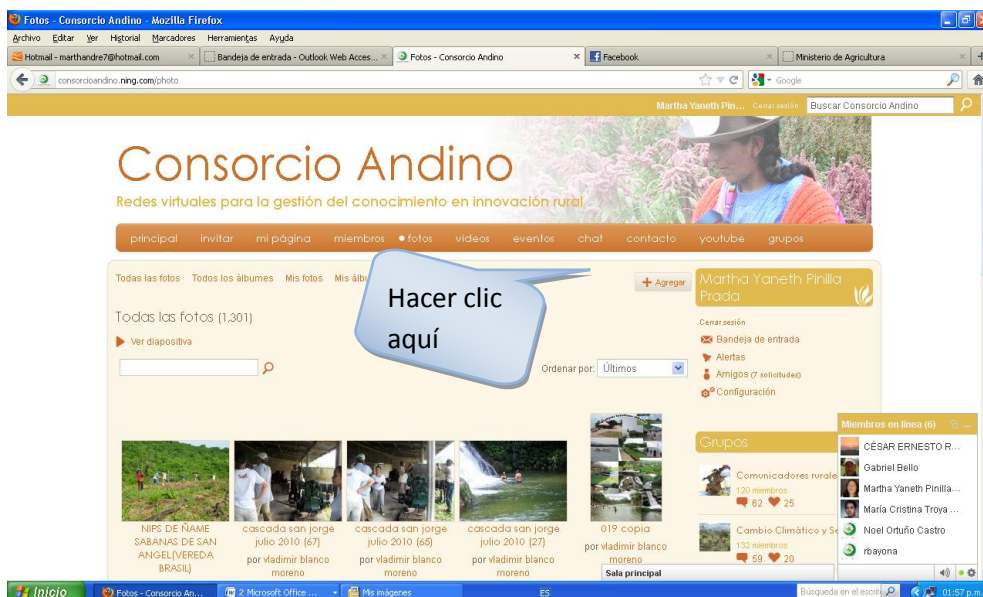 Fotos - Consorcio Andino - Mozilla Firefox
Archivo Editar Ver Historial Marcadores Herramientas Ayuda
Hotmail - marthandre7@hotmail.com
Bandeja de entrada - Outlook Web Acces...
Fotos - Consorcio Andino
Facebook
Ministerio de Agricultura
consorcioandino.ning.com/photo
Google
Martha Yaneth Pin... Cerrar sesión Buscar Consorcio Andino
Consorcio Andino
Redes virtuales para la gestión del conocimiento en innovación rural
principal invitar mi página miembros fotos videos eventos chat contacto youtube grupos
Todas las fotos Todos los álbumes Mis fotos Mis álbu
Hacer clic
aquí
+ Agregar
Todas las fotos (1,301)
Ver diapositiva
Ordenar por: Últimos
NIPS DE ÑAME
SABANAS DE SAN
ANGEL(VEREDA
BRASIL)
cascada san jorge
julio 2010 (67)
por vladimir blanco
moreno
cascada san jorge
julio 2010 (65)
por vladimir blanco
moreno
cascada san jorge
julio 2010 (27)
por vladimir blanco
moreno
019 copia
por vladimir blanco
moreno
Martha Yaneth Pinilla
Prada
Cerrar sesión
Bandeja de entrada
Alertas
Amigos (7 solicitudes)
Configuración
Grupos
Comunicadores rurale
120 miembros
62 25
Cambio Climático y Se
132 miembros
59 20
Miembros en línea (6)
CÉSAR ERNESTO R...
Gabriel Bello
Martha Yaneth Pinilla...
María Cristina Troya ...
Noel Ortuño Castro
rbayona
Sala principal
Inicio
Fotos - Consorcio An...
2 Microsoft Office ...
Mis imágenes
ES
Búsqueda en el escrit
01:57 p.m.